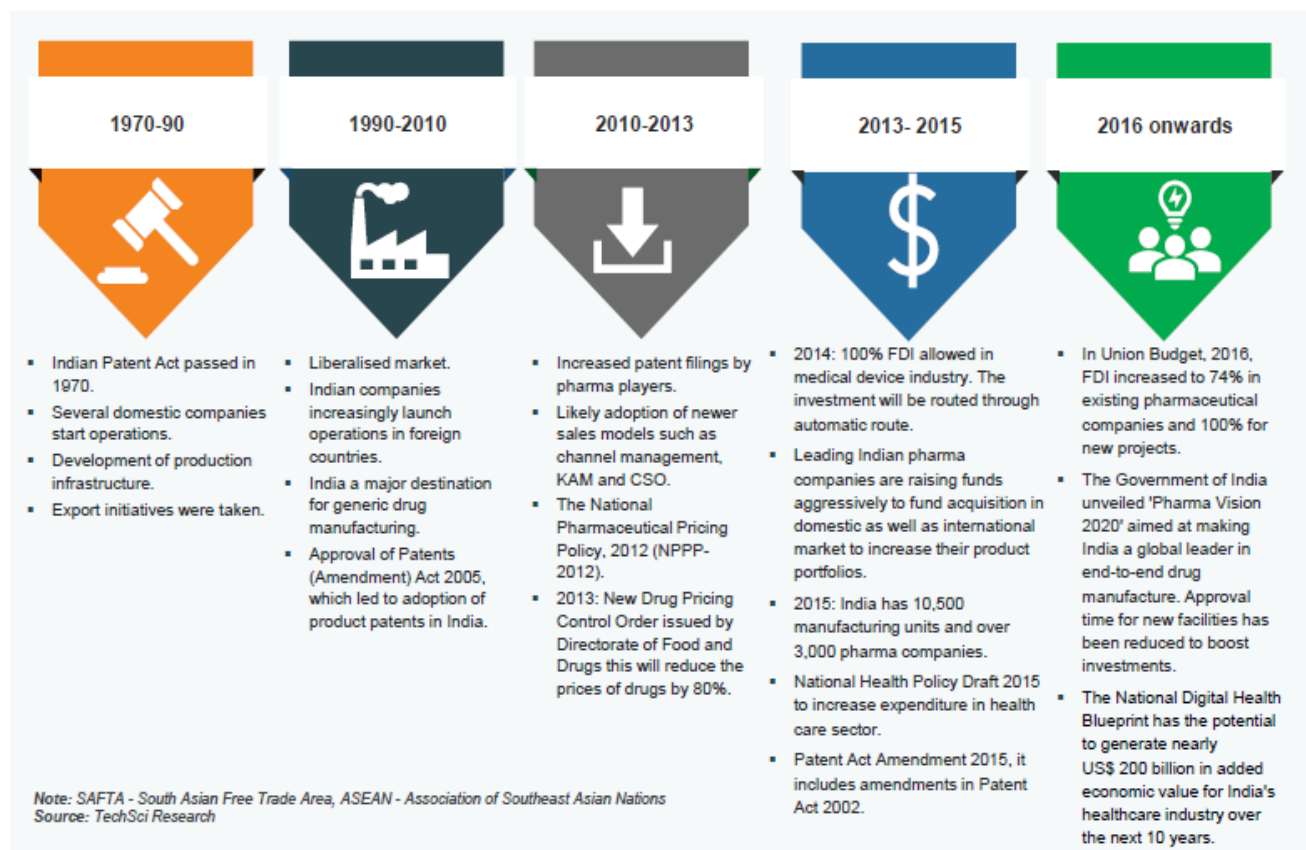 1970-90
▪ Indian Patent Act passed in
1970.
▪ Several domestic companies
start operations.
▪ Development of production
infrastructure.
▪ Export initiatives were taken.
1990-2010
▪ Liberalised market.
▪ Indian companies
increasingly launch
operations in foreign
countries.
▪ India a major destination
for generic drug
manufacturing.
▪ Approval of Patents
(Amendment) Act 2005,
which led to adoption of
product patents in India.
2010-2013
▪ Increased patent filings by
pharma players.
▪ Likely adoption of newer
sales models such as
channel management,
KAM and CSO.
▪ The National
Pharmaceutical Pricing
Policy, 2012 (NPPP-
2012).
▪ 2013: New Drug Pricing
Control Order issued by
Directorate of Food and
Drugs this will reduce the
prices of drugs by 80%.
2013- 2015
▪ 2014: 100% FDI allowed in
medical device industry. The
investment will be routed through
automatic route.
▪ Leading Indian pharma
companies are raising funds
aggressively to fund acquisition in
domestic as well as international
market to increase their product
portfolios.
▪ 2015: India has 10,500
manufacturing units and over
3,000 pharma companies.
▪ National Health Policy Draft 2015
to increase expenditure in health
care sector.
▪ Patent Act Amendment 2015, it
includes amendments in Patent
Act 2002.
2016 onwards
▪ In Union Budget, 2016,
FDI increased to 74% in
existing pharmaceutical
companies and 100% for
new projects.
▪ The Government of India
unveiled 'Pharma Vision
2020' aimed at making
India a global leader in
end-to-end drug
manufacture. Approval
time for new facilities has
been reduced to boost
investments.
▪ The National Digital Health
Blueprint has the potential
to generate nearly
US$ 200 billion in added
economic value for India's
healthcare industry over
the next 10 years.
Note: SAFTA - South Asian Free Trade Area, ASEAN - Association of Southeast Asian Nations
Source: TechSci Research